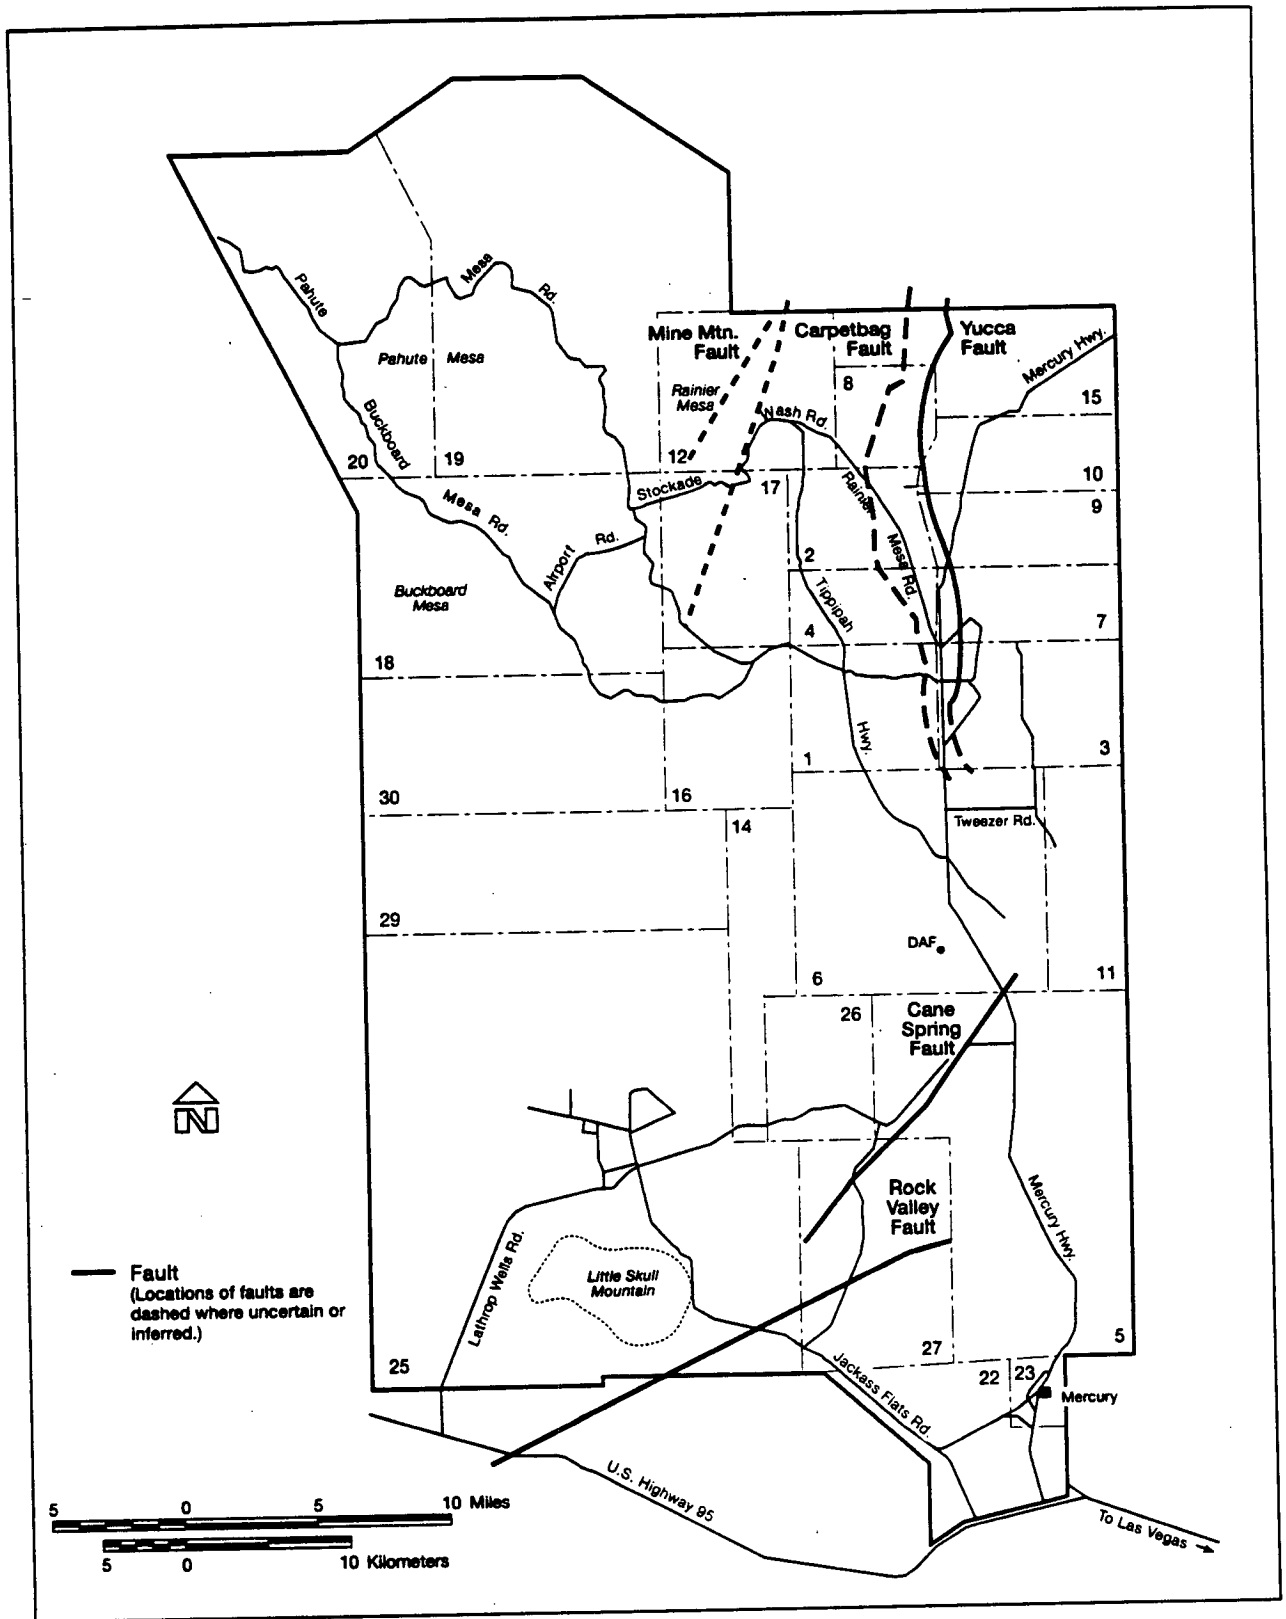 Pahute
Mesa
Rd.
Pahute Mesa
Mine Mtn.
Fault
Carpetbag
Fault
Yucca
Fault
Mercury Hwy.
Rainier
Mesa
8
15
Nash Rd.
Buckboard
Mesa Rd.
20
19
12
Stockade
17
Rainier
Mesa Rd.
10
9
Airport
Rd.
Buckboard
Mesa
2
Tippipah
Hwy.
4
7
18
1
3
30
16
14
Tweezer Rd.
29
DAF
6
11
26
Cane
Spring
Fault
N
Rock
Valley
Fault
Mercury Hwy.
Lathrop Wells Rd.
Little Skull
Mountain
Fault
(Locations of faults are
dashed where uncertain or
inferred.)
25
27
5
22
23
Mercury
Jackass Flats Rd.
U.S. Highway 95
To Las Vegas
5 0 5 10 Miles
5 0 10 Kilometers